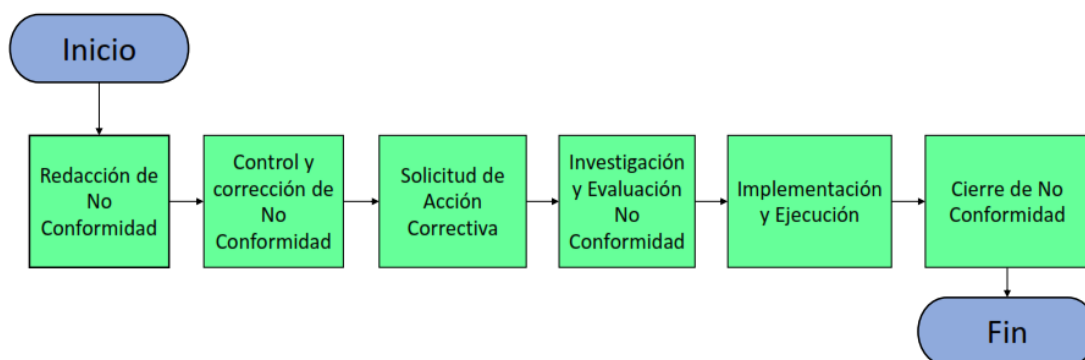 Inicio
Redacción de
No
Conformidad
Control y
corrección de
No
Conformidad
Solicitud de
Acción
Correctiva
Investigación
y Evaluación
No
Conformidad
Implementación
y Ejecución
Cierre de No
Conformidad
Fin